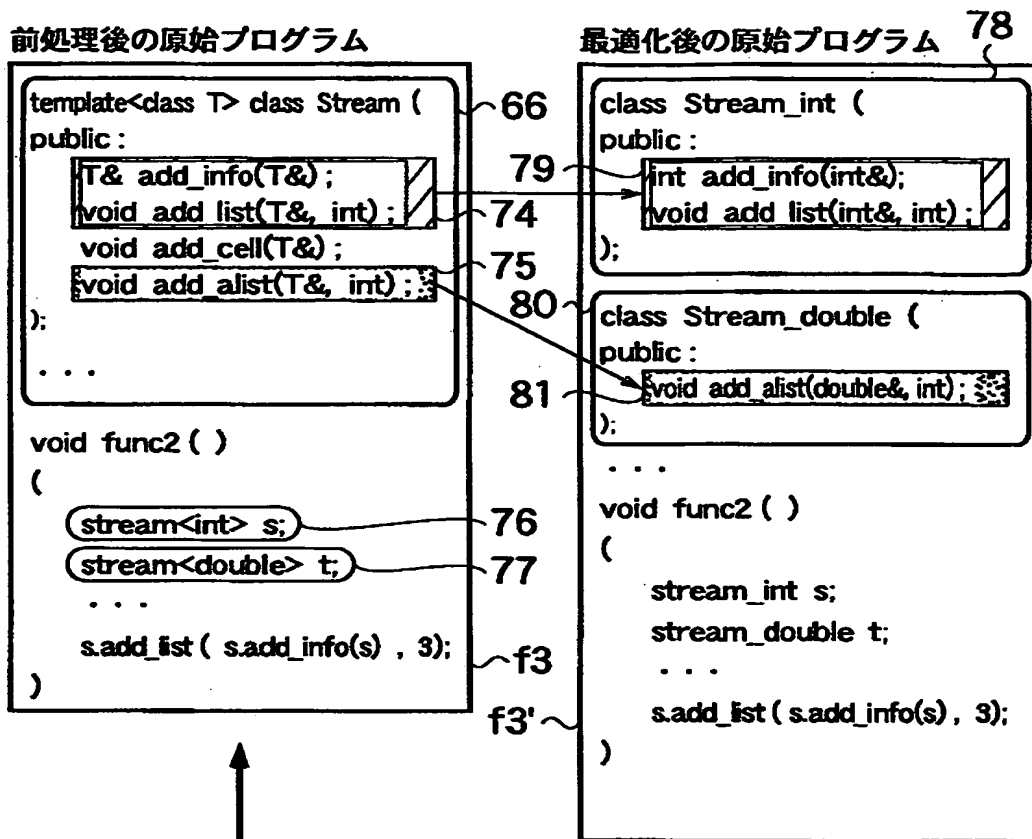 前処理後の原始プログラム
template<class T> class Stream (
66
public :
T& add_info(T&) ;
void add_list(T&, int) ;
74
void add_cell(T&) ;
75
void add_alist(T&, int) ;
);
. . .
void func2 ( )
(
stream<int> s;
76
stream<double> t;
77
. . .
s.add_list ( s.add_info(s) , 3);
f3
)
最適化後の原始プログラム
78
class Stream_int (
public :
79
int add_info(int&);
void add_list(int&, int) ;
);
80
class Stream_double (
public :
81
void add_alist(double&, int) ;
);
. . .
void func2 ( )
(
stream_int s;
stream_double t;
. . .
f3'
s.add_list ( s.add_info(s) , 3);
)